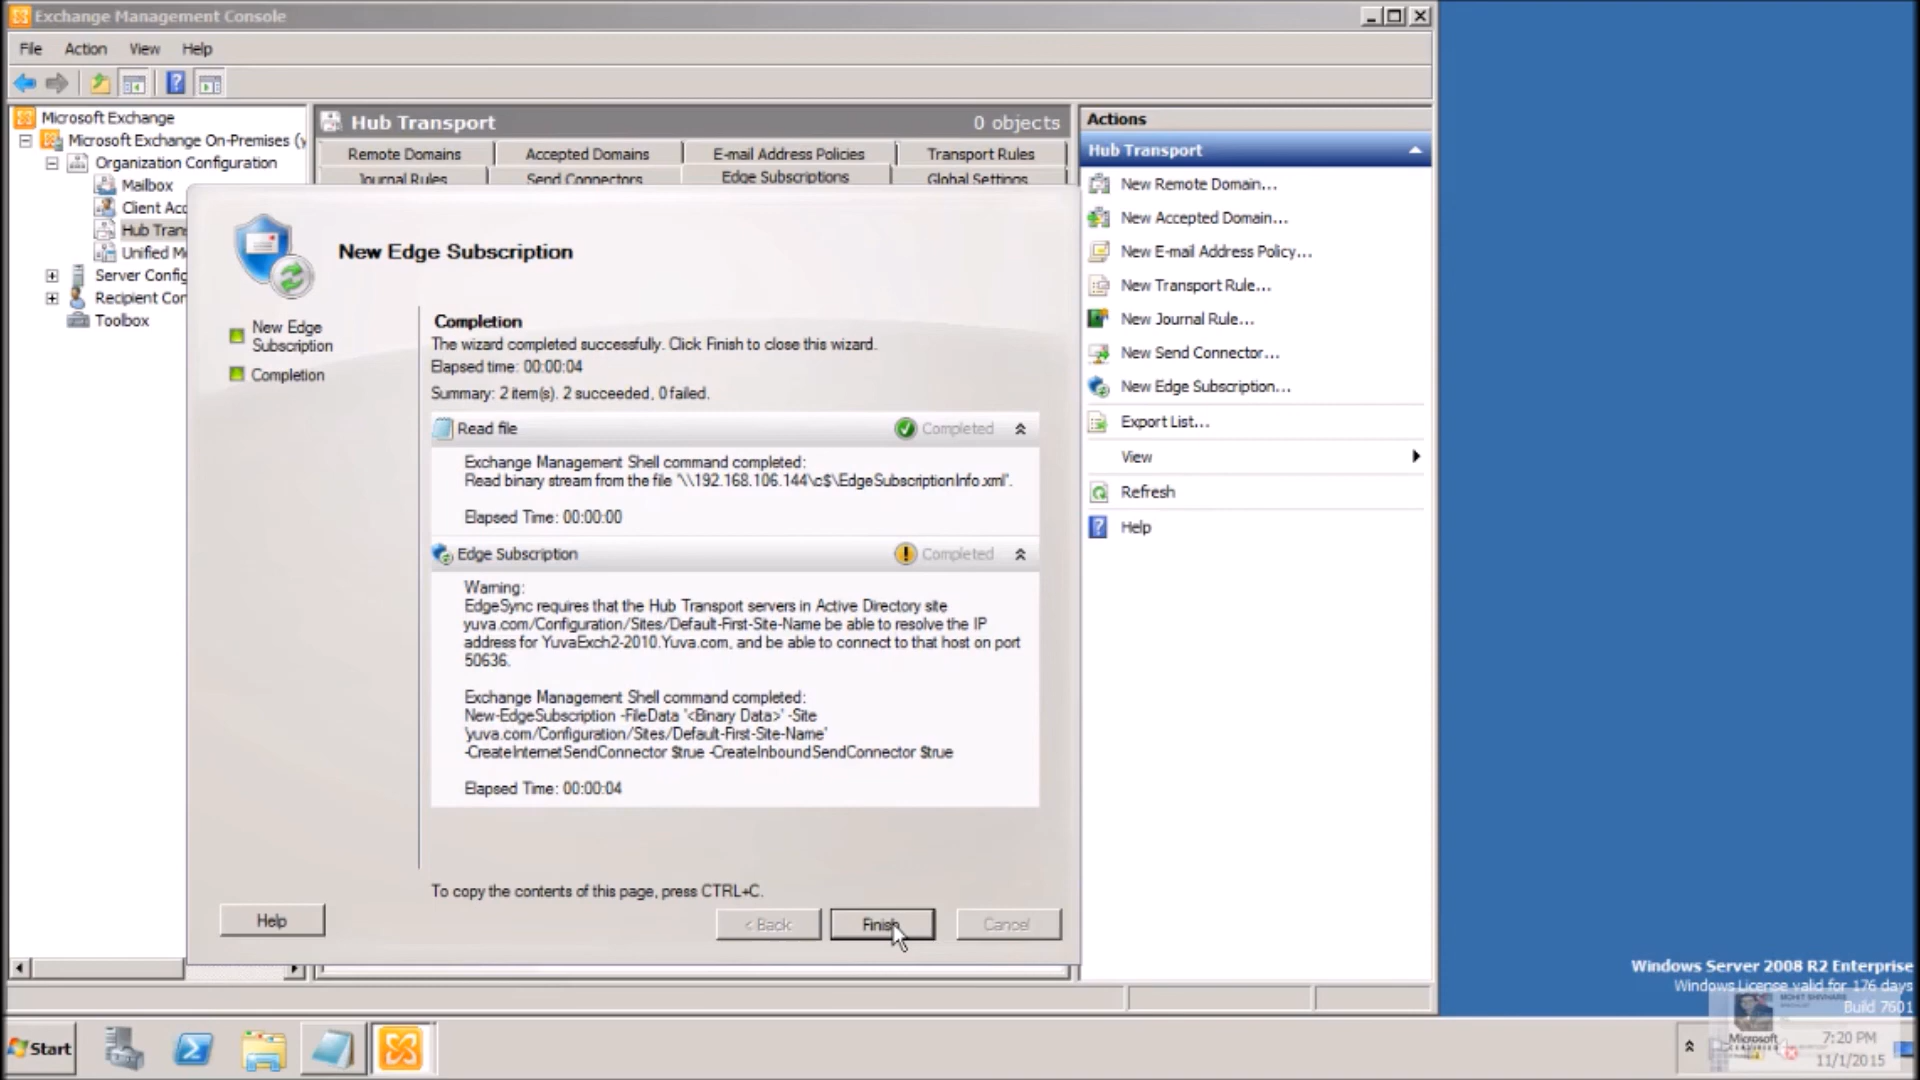 Exchange Management Console
File Action View Help
Microsoft Exchange
Microsoft Exchange On-Premises (y
Organization Configuration
Mailbox
Client Acc
Hub Tran
Unified M
Server Config
Recipient Con
Toolbox
Hub Transport 0 objects
Remote Domains Accepted Domains E-mail Address Policies Transport Rules
Journal Rules Send Connectors Edge Subscriptions Global Settings
New Edge Subscription
New Edge
Subscription
Completion
Completion
The wizard completed successfully. Click Finish to close this wizard.
Elapsed time: 00:00:04
Summary: 2 item(s). 2 succeeded, 0 failed.
Read file Completed
Exchange Management Shell command completed:
Read binary stream from the file '\\192.168.106.144\c$\EdgeSubscriptionInfo.xml'.
Elapsed Time: 00:00:00
Edge Subscription Completed
Warning:
EdgeSync requires that the Hub Transport servers in Active Directory site
yuva.com/Configuration/Sites/Default-First-Site-Name be able to resolve the IP
address for YuvaExch2-2010.Yuva.com, and be able to connect to that host on port
50636.
Exchange Management Shell command completed:
New-EdgeSubscription -FileData '<Binary Data>' -Site
'yuva.com/Configuration/Sites/Default-First-Site-Name'
-CreateInternetSendConnector $true -CreateInboundSendConnector $true
Elapsed Time: 00:00:04
To copy the contents of this page, press CTRL+C.
Help < Back Finish Cancel
Actions
Hub Transport
New Remote Domain...
New Accepted Domain...
New E-mail Address Policy...
New Transport Rule...
New Journal Rule...
New Send Connector...
New Edge Subscription...
Export List...
View
Refresh
Help
Windows Server 2008 R2 Enterprise
Windows License valid for 176 days
Build 7601
MOHIT SHIVHARE
Microsoft
Start
7:20 PM
11/1/2015